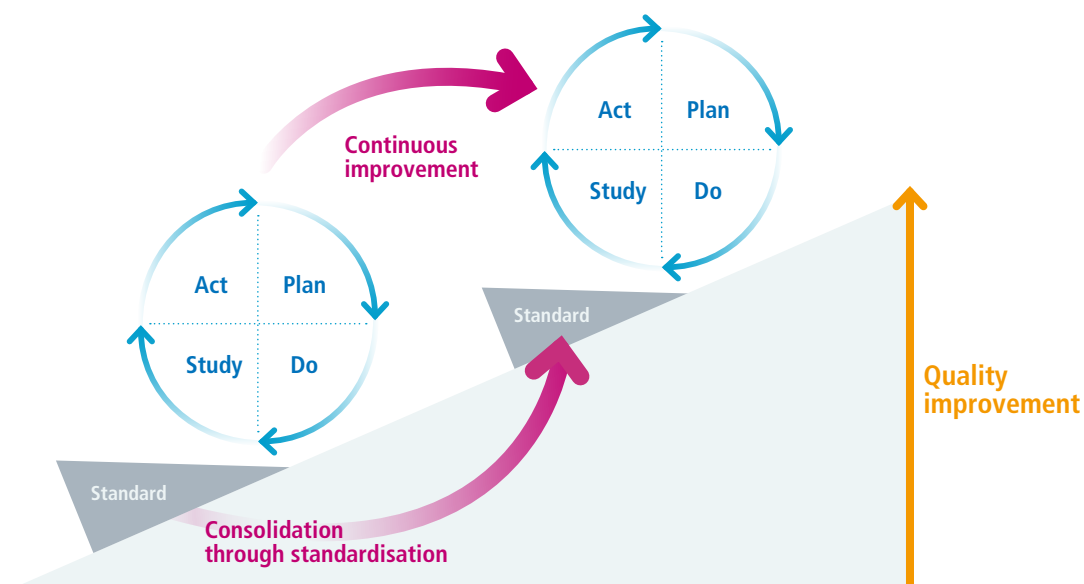 Act
Plan
Study
Do
Continuous
improvement
Act
Plan
Study
Do
Standard
Standard
Quality
improvement
Consolidation
through standardisation